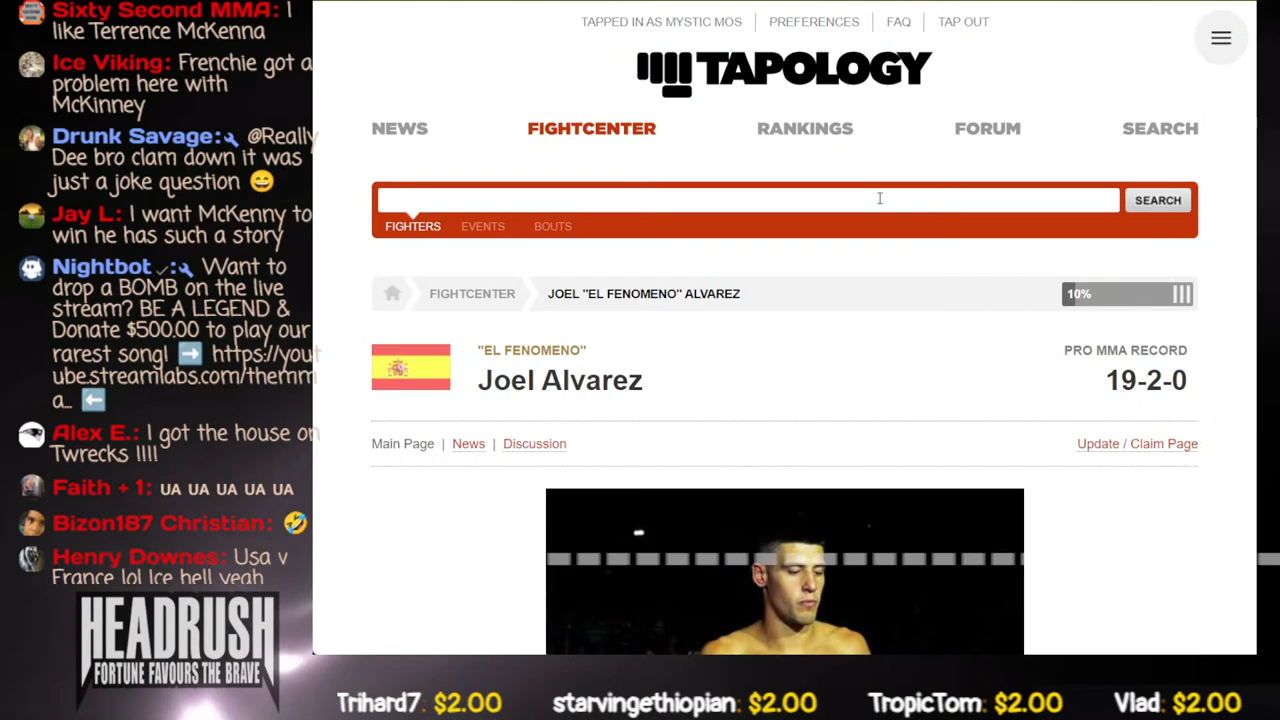 Sixty Second MMA: I
like Terrence McKenna
Ice Viking: Frenchie got a
problem here with
McKinney
Drunk Savage: @Really
Dee bro clam down it was
just a joke question 😄
Jay L: I want McKenny to
win he has such a story
Nightbot ✓: Want to
drop a BOMB on the live
stream? BE A LEGEND &
Donate $500.00 to play our
rarest song! ➡️ https://yout
ube.streamlabs.com/themm
a... ⬅️
Alex E.: I got the house on
Twrecks !!!!
Faith + 1: UA UA UA UA UA
Bizon187 Christian: 🤣
Henry Downes: Usa v
France lol Ice hell yeah
HEADRUSH
FORTUNE FAVOURS THE BRAVE
TAPPED IN AS MYSTIC MOS | PREFERENCES | FAQ | TAP OUT
TAPOLOGY
NEWS FIGHTCENTER RANKINGS FORUM SEARCH
SEARCH
FIGHTERS EVENTS BOUTS
FIGHTCENTER JOEL "EL FENOMENO" ALVAREZ 10%
"EL FENOMENO" PRO MMA RECORD
Joel Alvarez 19-2-0
Main Page | News | Discussion Update / Claim Page
Trihard7: $2.00 starvingethiopian: $2.00 TropicTom: $2.00 Vlad: $2.00